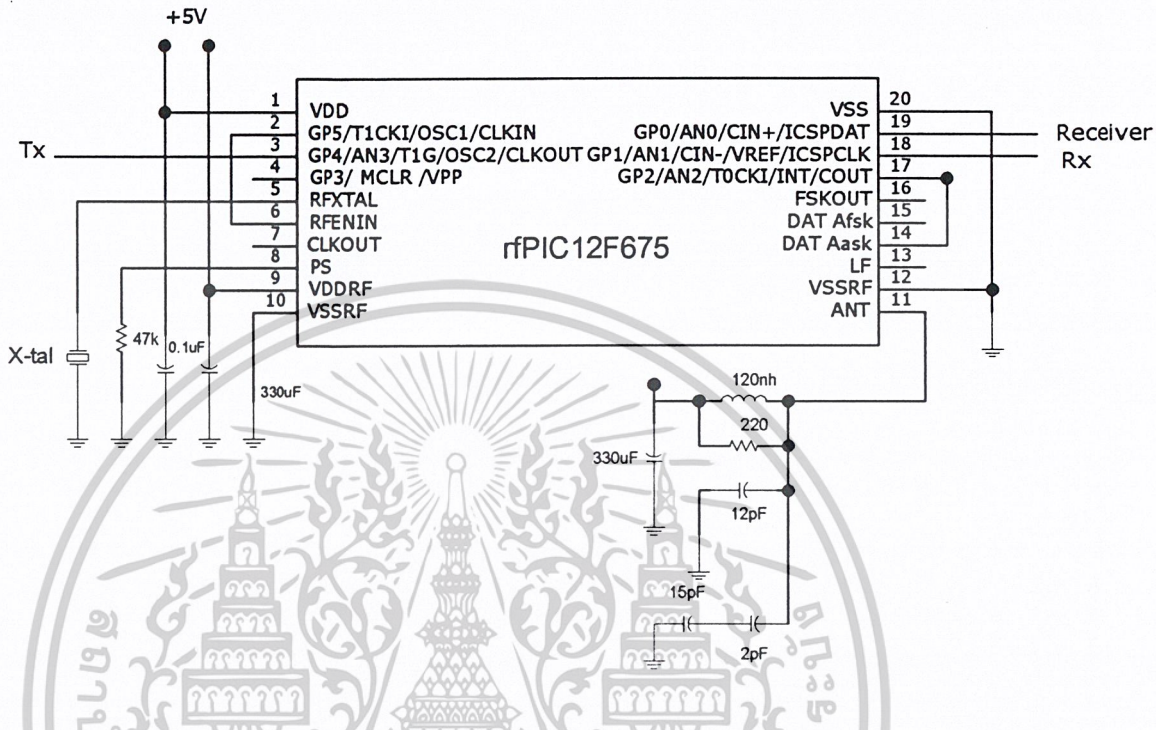 +5V
Tx
1 VDD
2 GP5/T1CKI/OSC1/CLKIN
3 GP4/AN3/T1G/OSC2/CLKOUT
4 GP3/ MCLR /VPP
5 RFXTAL
6 RFENIN
7 CLKOUT
8 PS
9 VDDRF
10 VSSRF
rfPIC12F675
VSS 20
GP0/AN0/CIN+/ICSPDAT 19
GP1/AN1/CIN-/VREF/ICSPCLK 18
GP2/AN2/T0CKI/INT/COUT 17
FSKOUT 16
DAT Afsk 15
DAT Aask 14
LF 13
VSSRF 12
ANT 11
Receiver
Rx
X-tal
47k
0.1uF
330uF
120nh
220
330uF
12pF
15pF
2pF